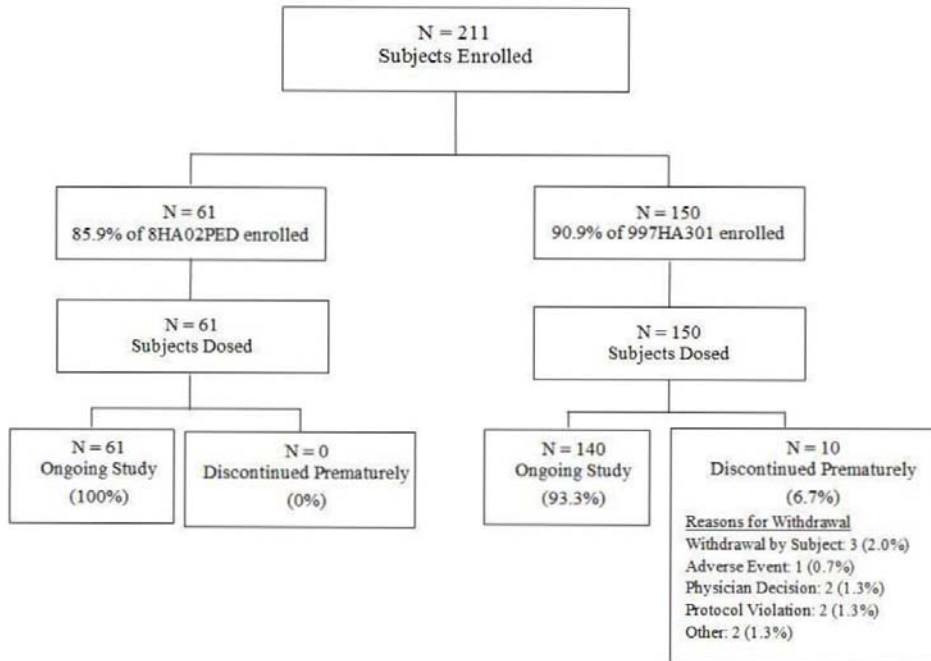 N = 211
Subjects Enrolled
N = 61
85.9% of 8HA02PED enrolled
N = 150
90.9% of 997HA301 enrolled
N = 61
Subjects Dosed
N = 150
Subjects Dosed
N = 61
Ongoing Study
(100%)
N = 0
Discontinued Prematurely
(0%)
N = 140
Ongoing Study
(93.3%)
N = 10
Discontinued Prematurely
(6.7%)
Reasons for Withdrawal
Withdrawal by Subject: 3 (2.0%)
Adverse Event: 1 (0.7%)
Physician Decision: 2 (1.3%)
Protocol Violation: 2 (1.3%)
Other: 2 (1.3%)